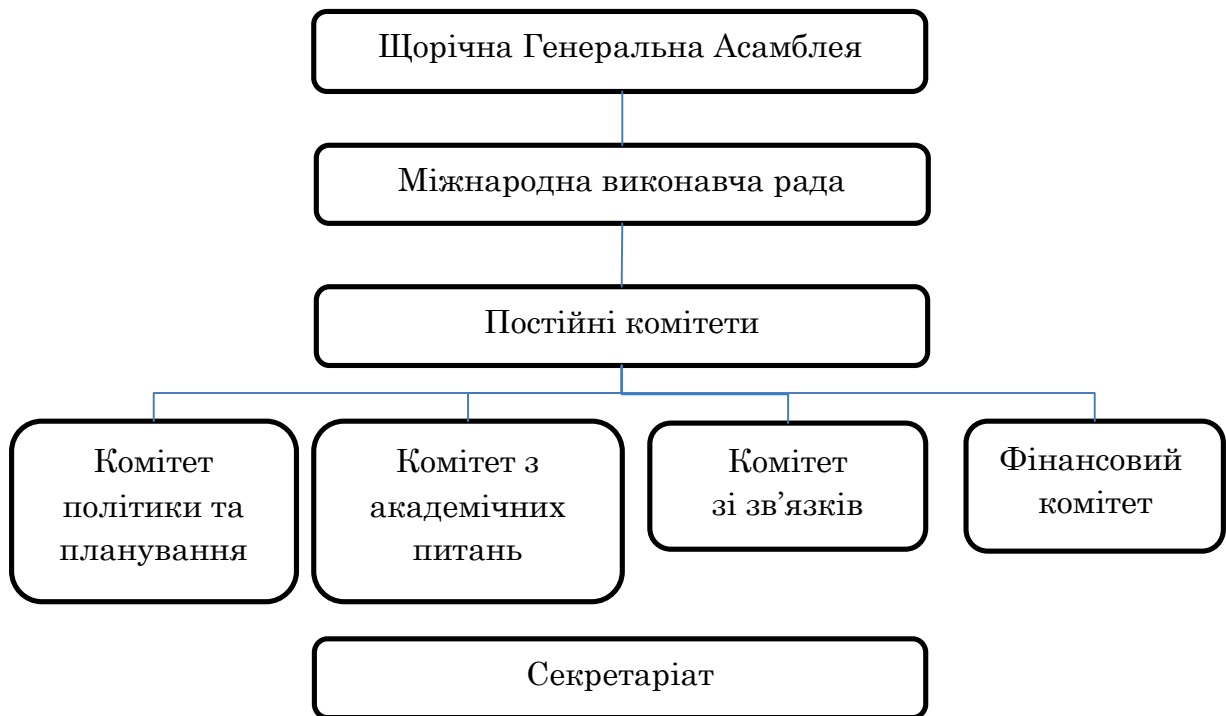 Щорічна Генеральна Асамблея
Міжнародна виконавча рада
Постійні комітети
Комітет
політики та
планування
Комітет з
академічних
питань
Комітет
зі зв’язків
Фінансовий
комітет
Секретаріат